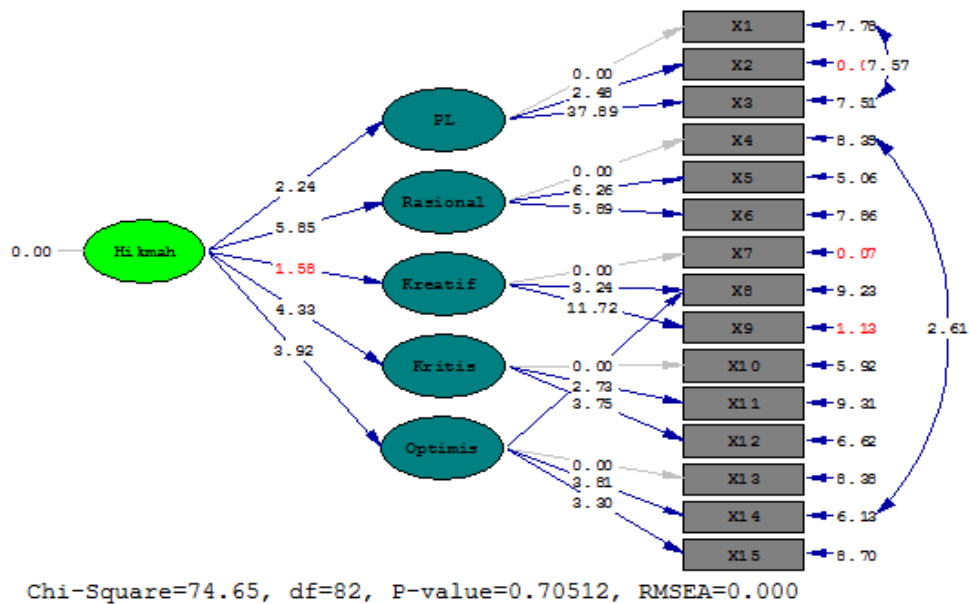 X1
7.78
0.00
X2
7.57
2.48
37.89
X3
7.51
PL
X4
8.35
0.00
2.24
X5
5.06
6.26
Rasional
5.89
X6
7.86
5.85
0.00 Hikmah
X7
0.07
1.58
0.00
Kreatif
3.24
X8
9.23
11.72
X9
1.13
2.61
4.33
3.92
Kritis
0.00
X10
5.92
2.73
3.75
X11
9.31
X12
6.62
Optimis
0.00
X13
8.38
3.81
3.30
X14
6.13
X15
8.70
Chi-Square=74.65, df=82, P-value=0.70512, RMSEA=0.000